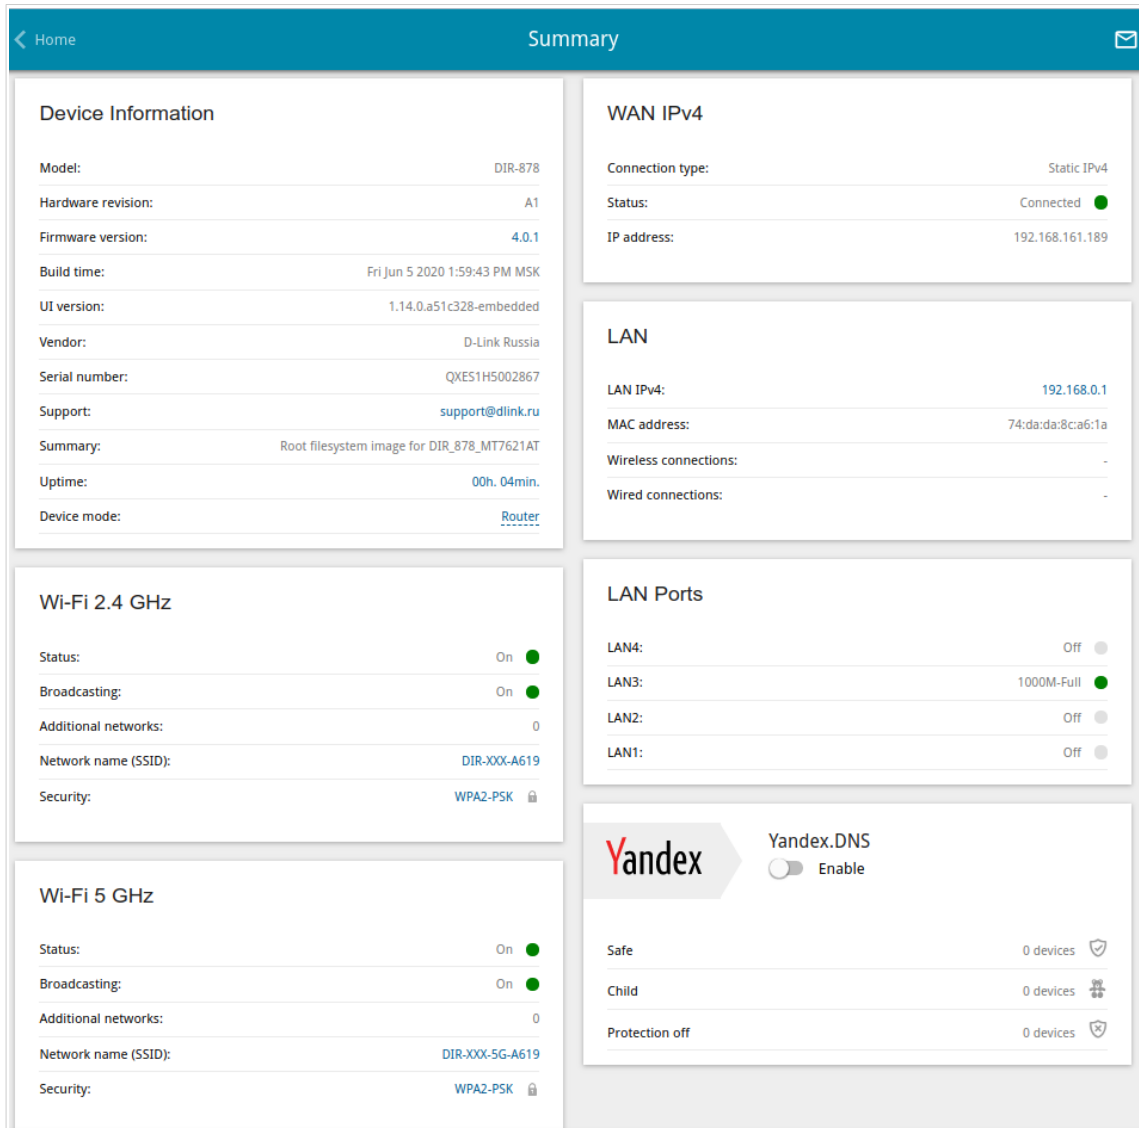 Home
Summary
Device Information
Model: DIR-878
Hardware revision: A1
Firmware version: 4.0.1
Build time: Fri Jun 5 2020 1:59:43 PM MSK
UI version: 1.14.0.a51c328-embedded
Vendor: D-Link Russia
Serial number: QXES1H5002867
Support: support@dlink.ru
Summary: Root filesystem image for DIR_878_MT7621AT
Uptime: 00h. 04min.
Device mode: Router
Wi-Fi 2.4 GHz
Status: On
Broadcasting: On
Additional networks: 0
Network name (SSID): DIR-XXX-A619
Security: WPA2-PSK
Wi-Fi 5 GHz
Status: On
Broadcasting: On
Additional networks: 0
Network name (SSID): DIR-XXX-5G-A619
Security: WPA2-PSK
WAN IPv4
Connection type: Static IPv4
Status: Connected
IP address: 192.168.161.189
LAN
LAN IPv4: 192.168.0.1
MAC address: 74:da:da:8c:a6:1a
Wireless connections: -
Wired connections: -
LAN Ports
LAN4: Off
LAN3: 1000M-Full
LAN2: Off
LAN1: Off
Yandex
Yandex.DNS
Enable
Safe 0 devices
Child 0 devices
Protection off 0 devices